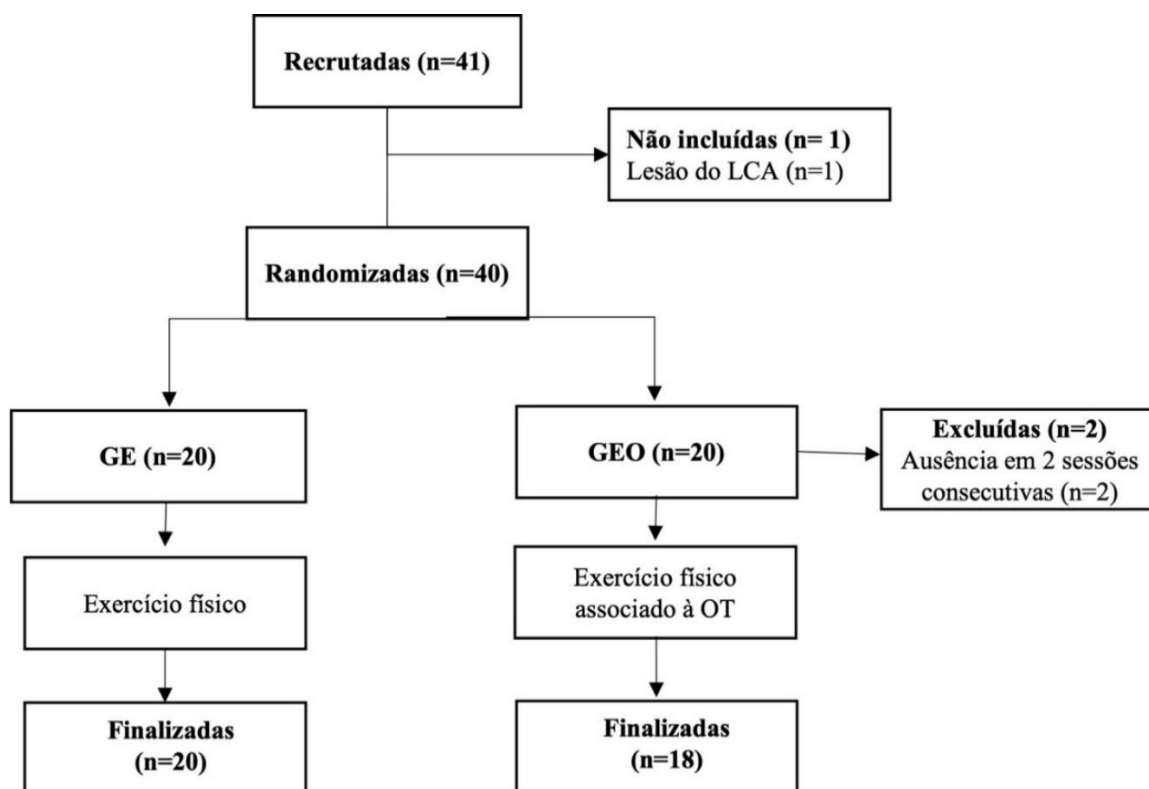 Recrutadas (n=41)
Não incluídas (n= 1)
Lesão do LCA (n=1)
Randomizadas (n=40)
GE (n=20)
GEO (n=20)
Excluídas (n=2)
Ausência em 2 sessões
consecutivas (n=2)
Exercício físico
Exercício físico
associado à OT
Finalizadas
(n=20)
Finalizadas
(n=18)